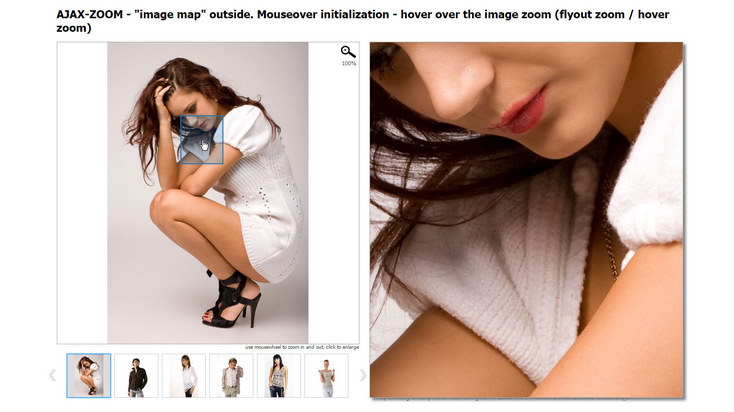 AJAX-ZOOM - "image map" outside. Mouseover initialization - hover over the image zoom (flyout zoom / hover
zoom)
100%
use mousewheel to zoom in and out, click to enlarge